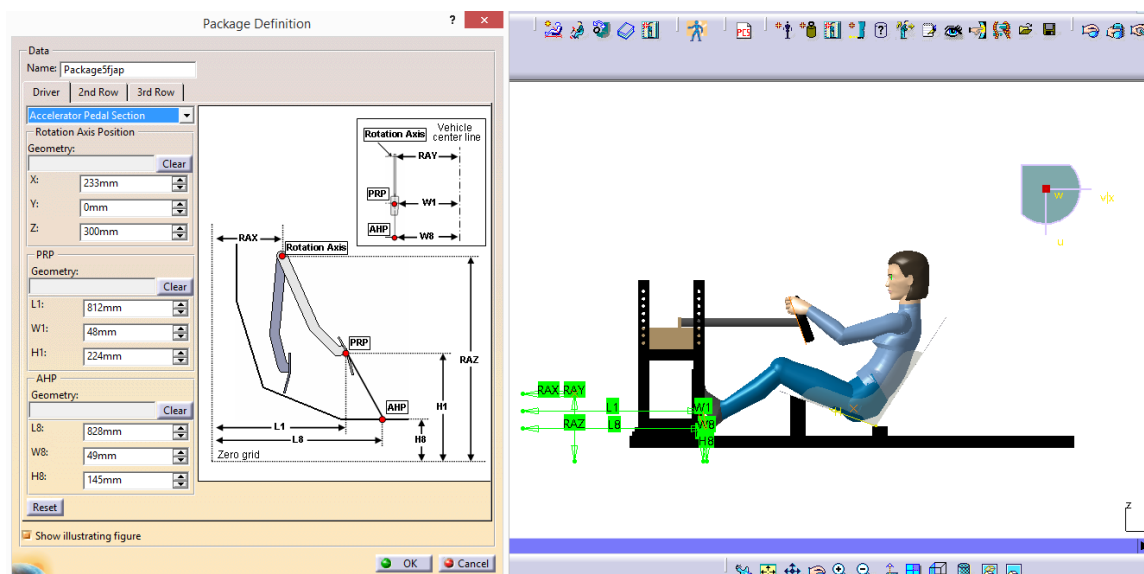 Package Definition
?
Data
Name: Package5fjap
Driver 2nd Row 3rd Row
Accelerator Pedal Section
Rotation Axis Position
Geometry:
Clear
X: 233mm
Y: 0mm
Z: 300mm
PRP
Geometry:
Clear
L1: 812mm
W1: 48mm
H1: 224mm
AHP
Geometry:
Clear
L8: 828mm
W8: 49mm
H8: 145mm
Reset
Show illustrating figure
OK Cancel
Rotation Axis
Vehicle
center line
RAY
PRP
W1
AHP
W8
RAX
Rotation Axis
PRP
RAZ
H1
AHP
L1
H8
L8
Zero grid
PCS
w
v|x
u
RAX RAY
L1 W1
RAZ L8 W8
H8
z